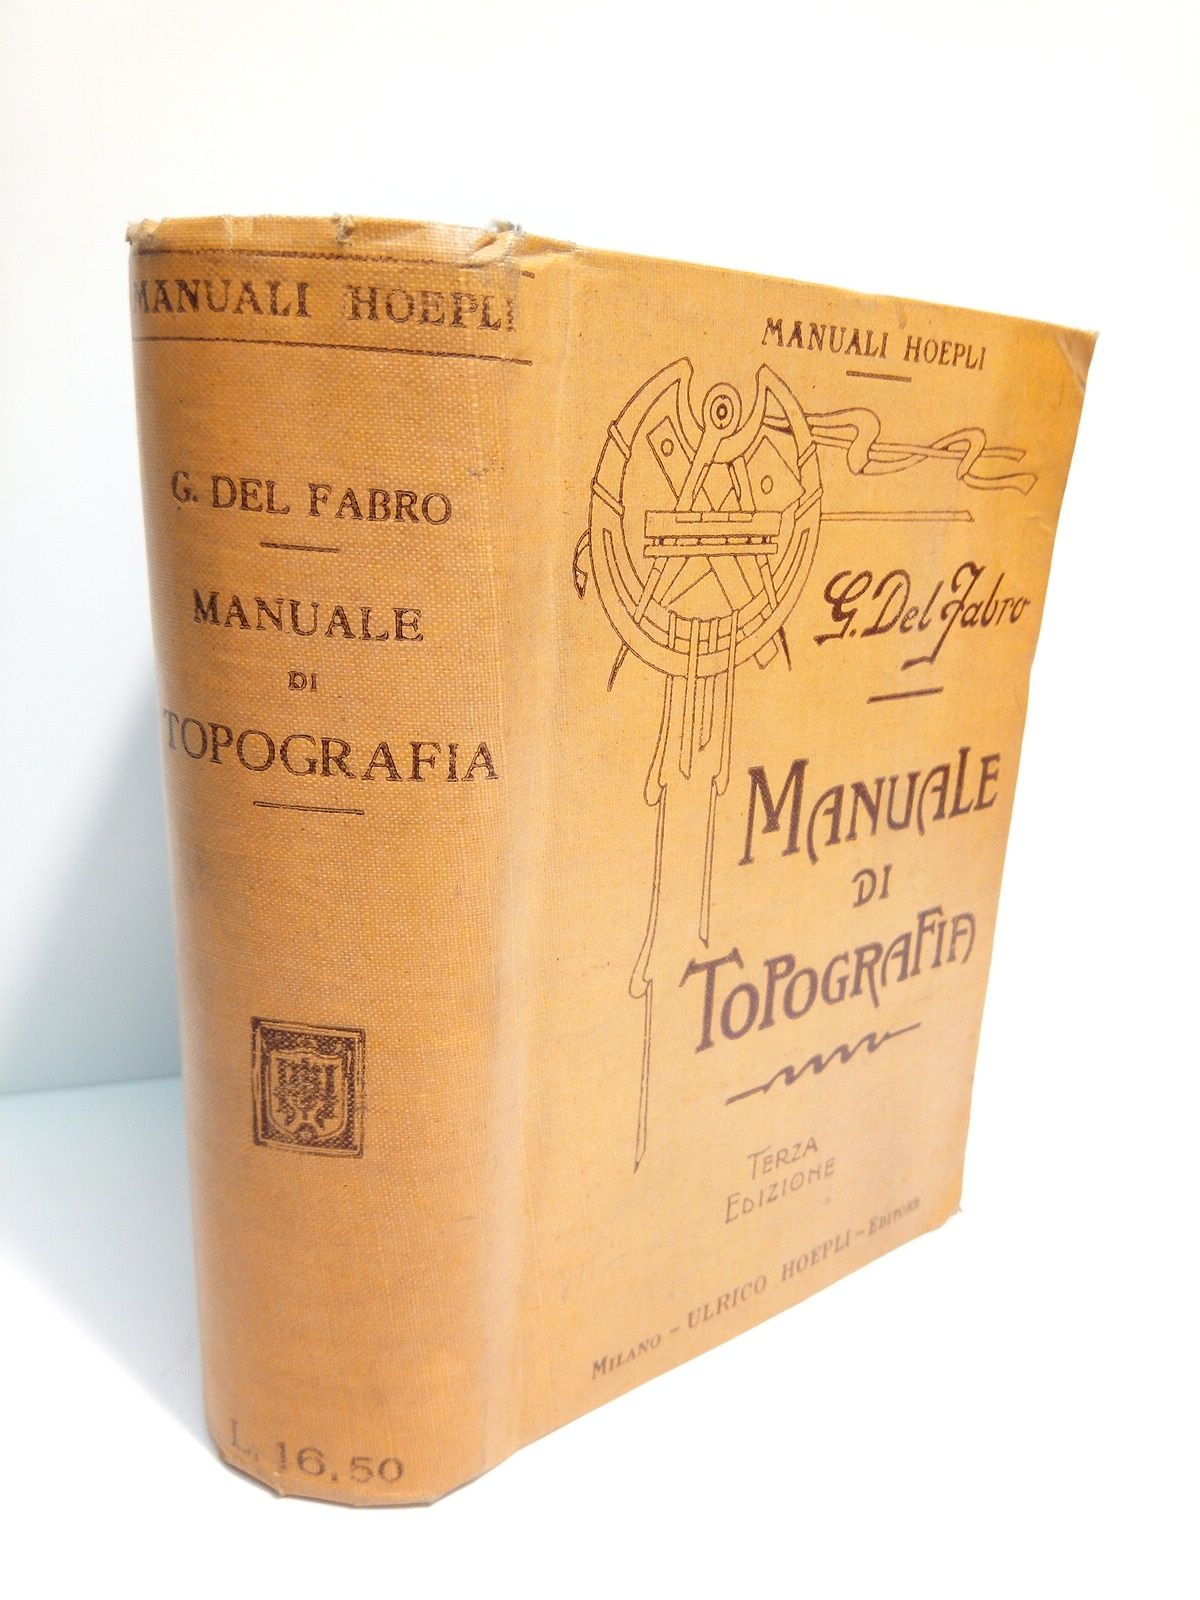 MANUALI HOEPLI
G. DEL FABRO
MANUALE
DI
TOPOGRAFIA
L. 16.50
MANUALI HOEPLI
G. Del Fabro
MANUALE
DI
TOPOGRAFIA
TERZA
EDIZIONE
MILANO - ULRICO HOEPLI - EDITORE